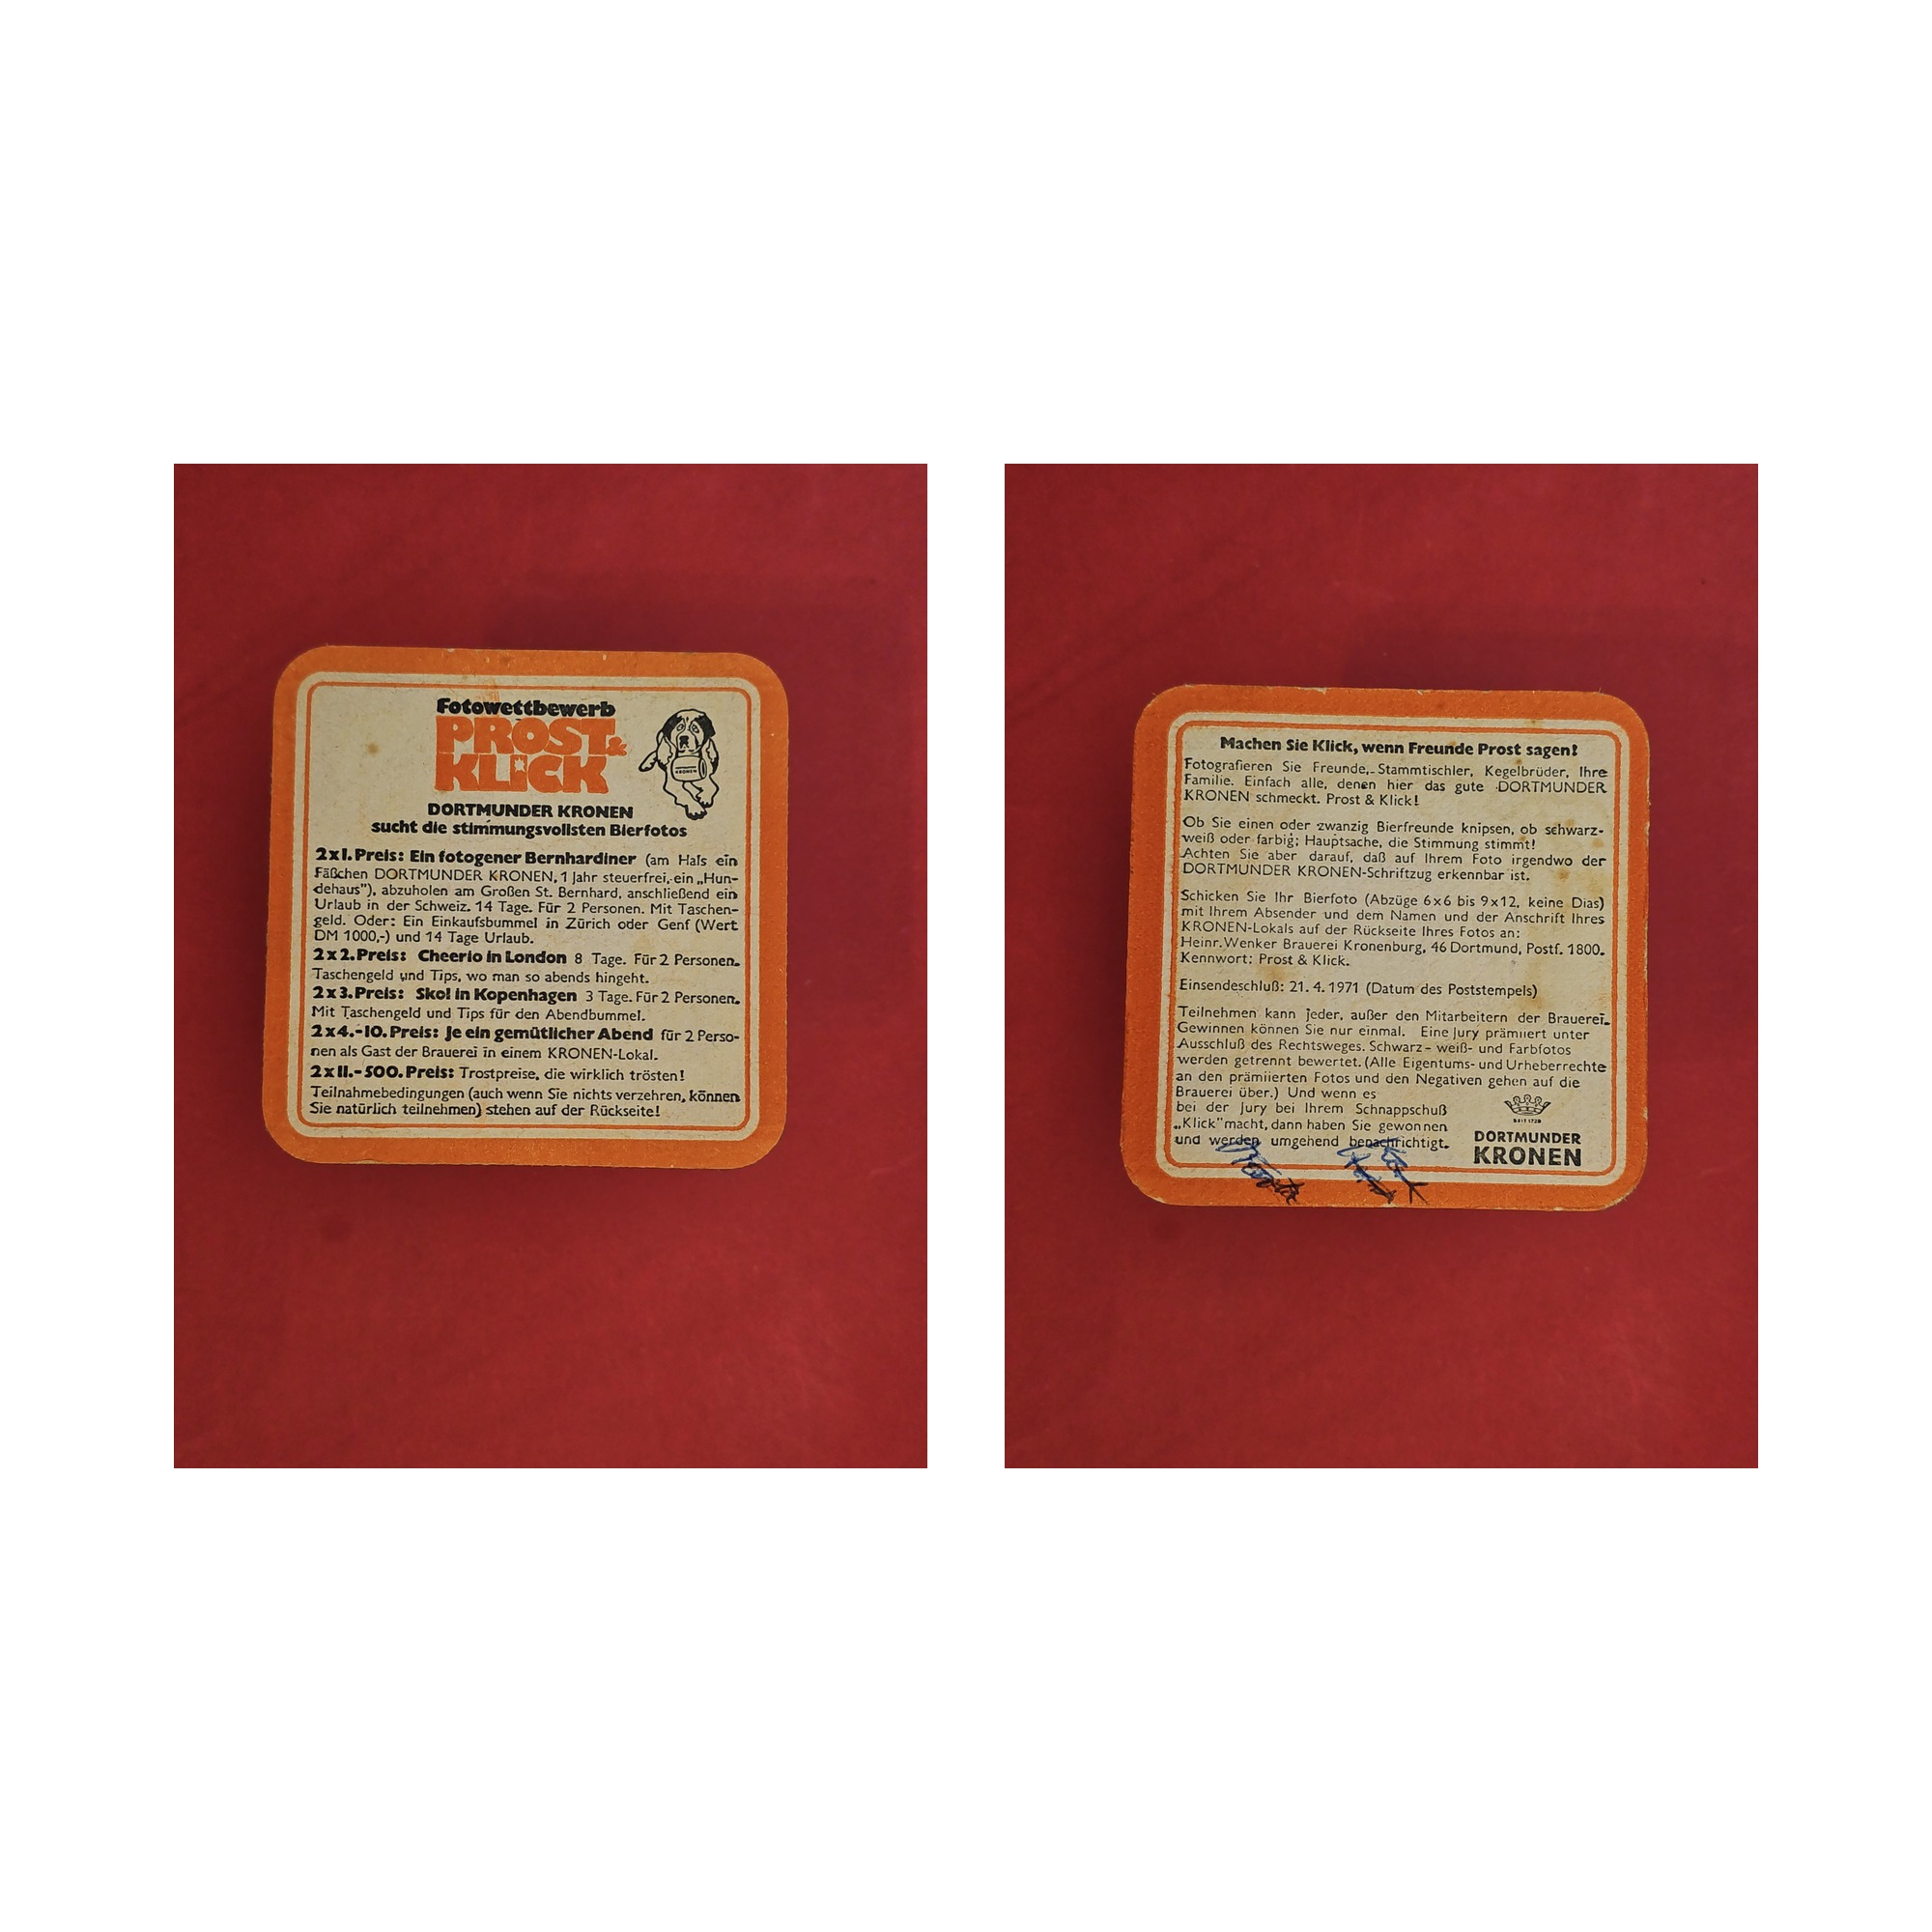 Fotowettbewerb
PROST &
KLICK
KRONEN
DORTMUNDER KRONEN
sucht die stimmungsvollsten Bierfotos
2x1. Preis: Ein fotogener Bernhardiner (am Hals ein
Fäßchen DORTMUNDER KRONEN, 1 Jahr steuerfrei, ein „Hun-
dehaus"), abzuholen am Großen St. Bernhard, anschließend ein
Urlaub in der Schweiz. 14 Tage. Für 2 Personen. Mit Taschen-
geld. Oder: Ein Einkaufsbummel in Zürich oder Genf (Wert
DM 1000,-) und 14 Tage Urlaub.
2x2. Preis: Cheerio in London 8 Tage. Für 2 Personen.
Taschengeld und Tips, wo man so abends hingeht.
2x3. Preis: Skol in Kopenhagen 3 Tage. Für 2 Personen.
Mit Taschengeld und Tips für den Abendbummel.
2x4.-10. Preis: Je ein gemütlicher Abend für 2 Perso-
nen als Gast der Brauerei in einem KRONEN-Lokal.
2x11.-500. Preis: Trostpreise, die wirklich trösten!
Teilnahmebedingungen (auch wenn Sie nichts verzehren, können
Sie natürlich teilnehmen) stehen auf der Rückseite!
Machen Sie Klick, wenn Freunde Prost sagen!
Fotografieren Sie Freunde, Stammtischler, Kegelbrüder, Ihre
Familie. Einfach alle, denen hier das gute DORTMUNDER
KRONEN schmeckt. Prost & Klick!
Ob Sie einen oder zwanzig Bierfreunde knipsen, ob schwarz-
weiß oder farbig; Hauptsache, die Stimmung stimmt!
Achten Sie aber darauf, daß auf Ihrem Foto irgendwo der
DORTMUNDER KRONEN-Schriftzug erkennbar ist.
Schicken Sie Ihr Bierfoto (Abzüge 6x6 bis 9x12, keine Dias)
mit Ihrem Absender und dem Namen und der Anschrift Ihres
KRONEN-Lokals auf der Rückseite Ihres Fotos an:
Heinr. Wenker Brauerei Kronenburg, 46 Dortmund, Postf. 1800.
Kennwort: Prost & Klick.
Einsendeschluß: 21. 4. 1971 (Datum des Poststempels)
Teilnehmen kann jeder, außer den Mitarbeitern der Brauerei.
Gewinnen können Sie nur einmal. Eine Jury prämiiert unter
Ausschluß des Rechtsweges. Schwarz- weiß- und Farbfotos
werden getrennt bewertet. (Alle Eigentums- und Urheberrechte
an den prämiierten Fotos und den Negativen gehen auf die
Brauerei über.) Und wenn es
bei der Jury bei Ihrem Schnappschuß
„Klick" macht, dann haben Sie gewonnen
und werden umgehend benachrichtigt.
SEIT 1729
DORTMUNDER
KRONEN